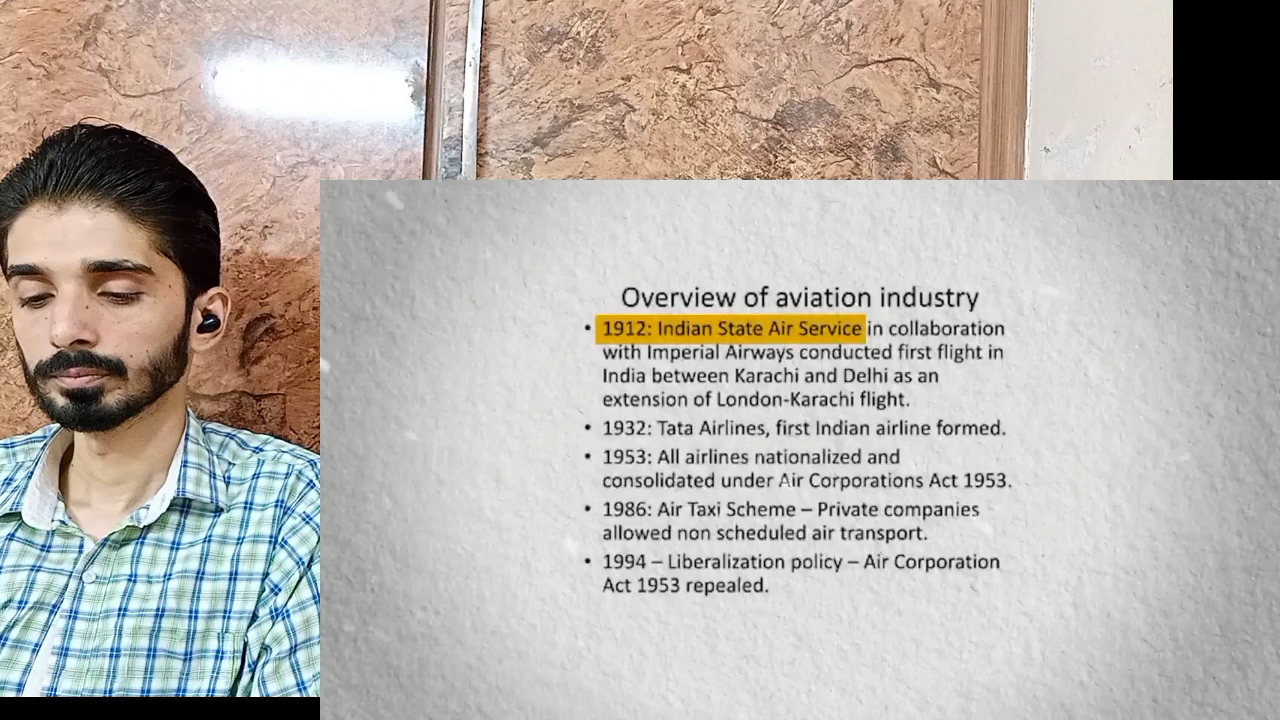 Overview of aviation industry
• 1912: Indian State Air Service in collaboration
with Imperial Airways conducted first flight in
India between Karachi and Delhi as an
extension of London-Karachi flight.
• 1932: Tata Airlines, first Indian airline formed.
• 1953: All airlines nationalized and
consolidated under Air Corporations Act 1953.
• 1986: Air Taxi Scheme – Private companies
allowed non scheduled air transport.
• 1994 – Liberalization policy – Air Corporation
Act 1953 repealed.